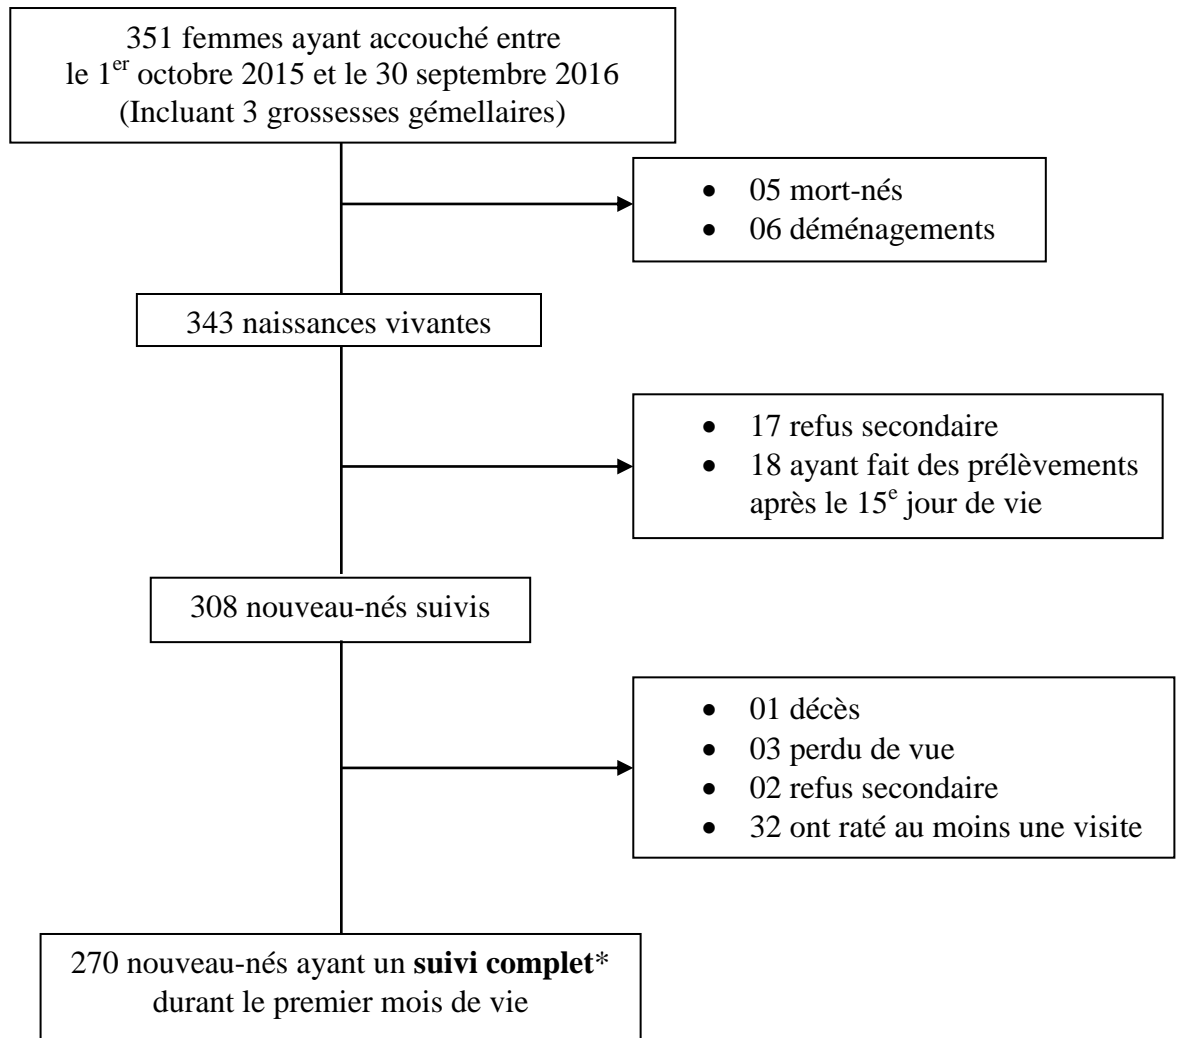 351 femmes ayant accouché entre
le 1er octobre 2015 et le 30 septembre 2016
(Incluant 3 grossesses gémellaires)
• 05 mort-nés
• 06 déménagements
343 naissances vivantes
• 17 refus secondaire
• 18 ayant fait des prélèvements
après le 15e jour de vie
308 nouveau-nés suivis
• 01 décès
• 03 perdu de vue
• 02 refus secondaire
• 32 ont raté au moins une visite
270 nouveau-nés ayant un suivi complet*
durant le premier mois de vie